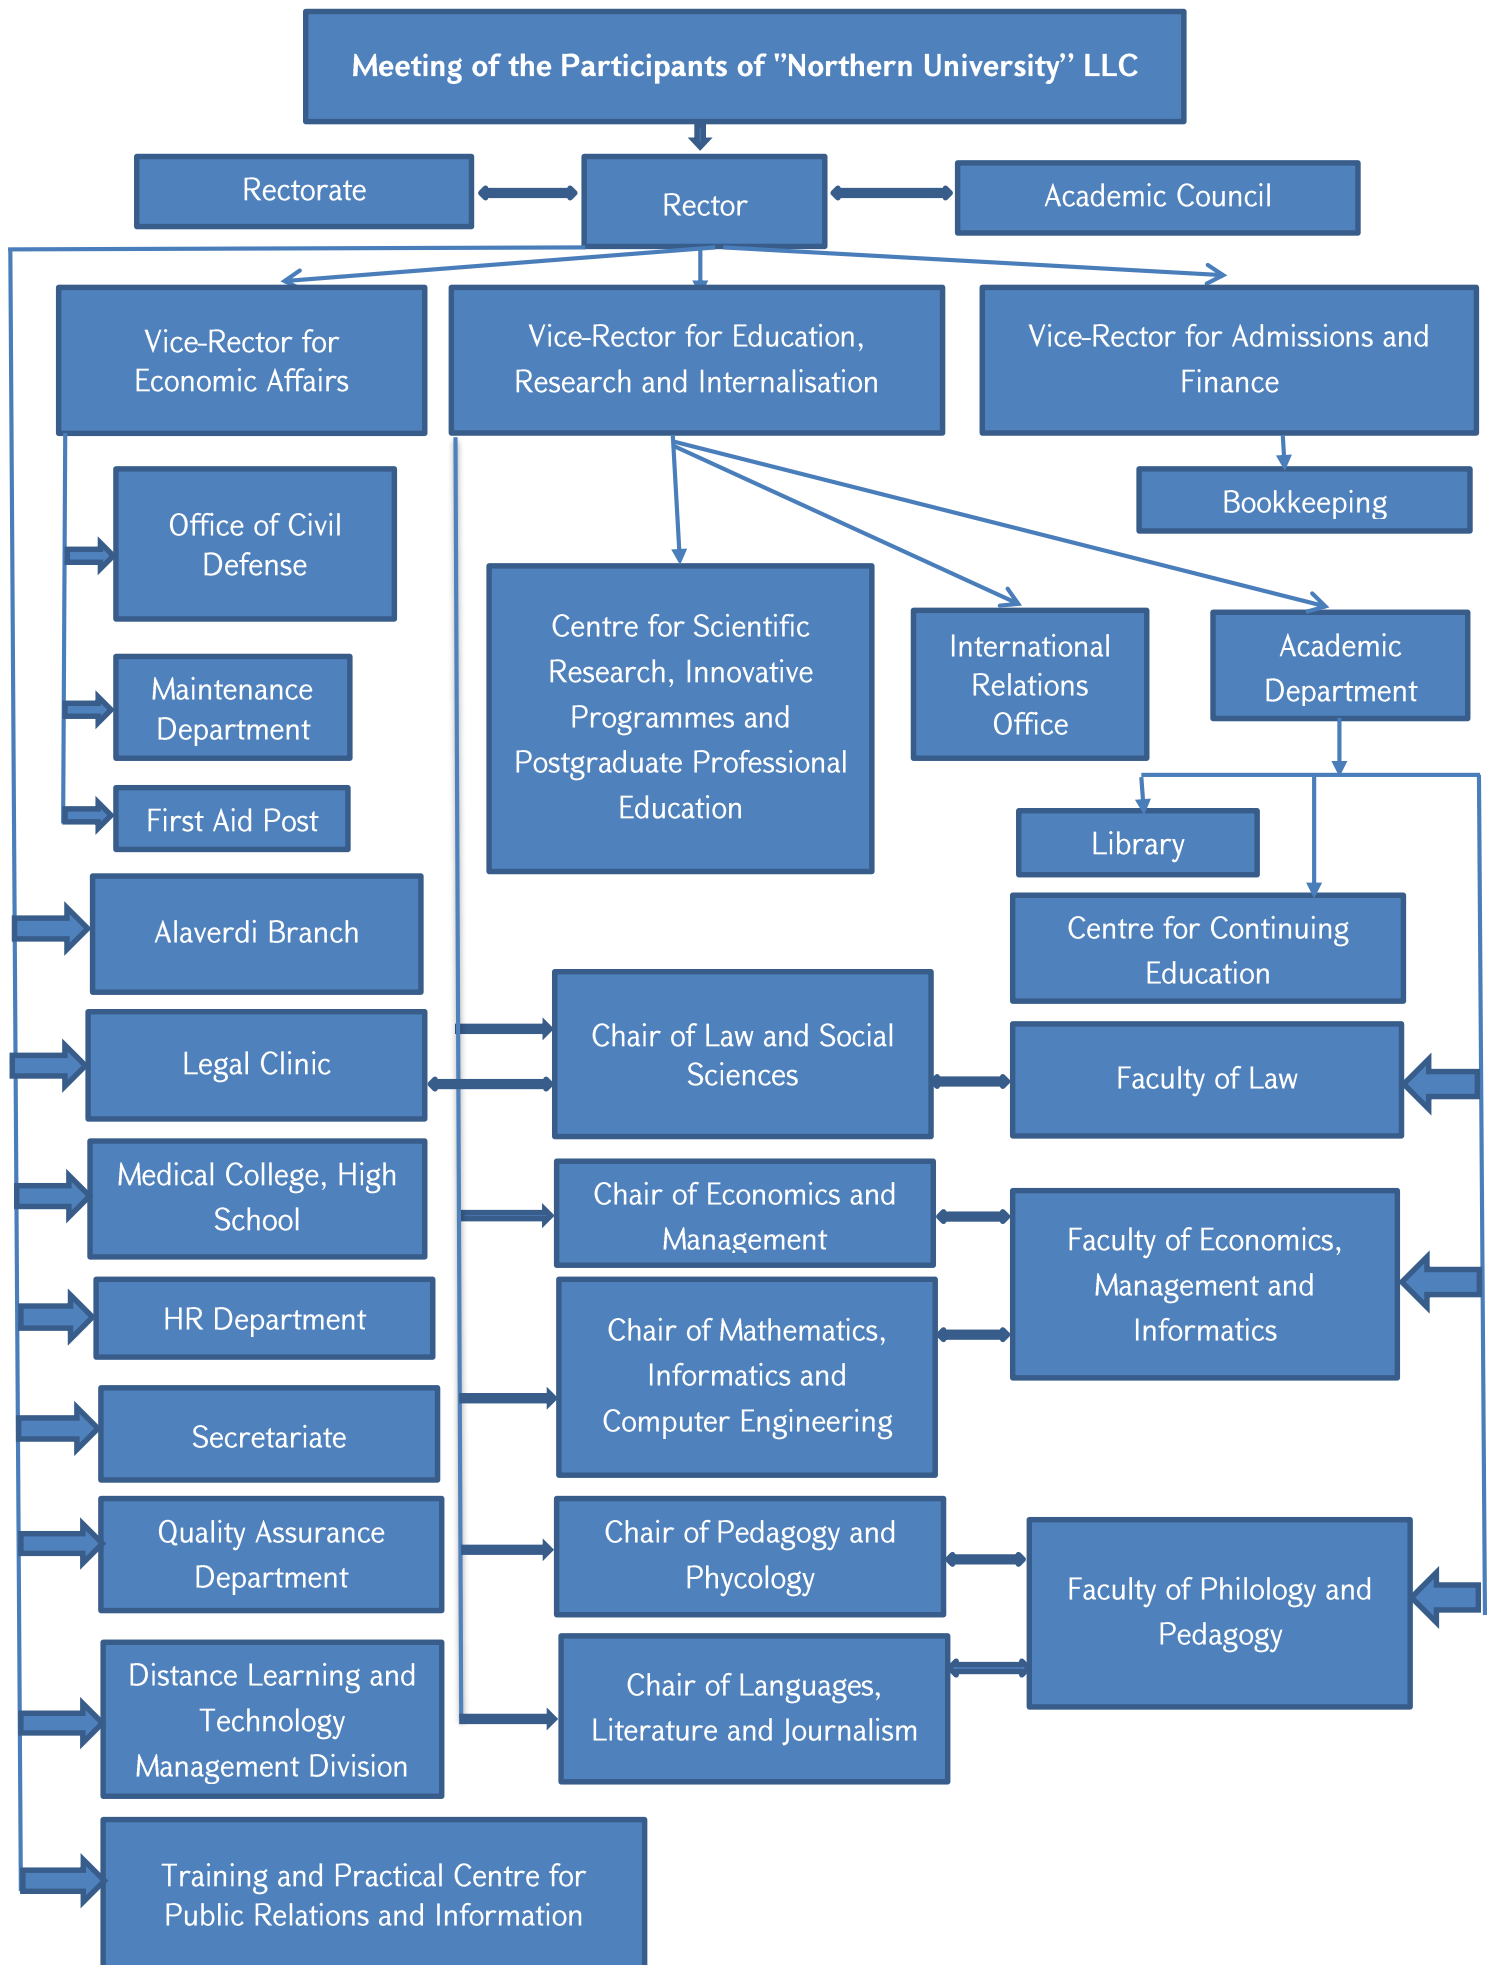 Meeting of the Participants of "Northern University” LLC
Rectorate
Rector
Academic Council
Vice-Rector for
Economic Affairs
Vice-Rector for Education,
Research and Internalisation
Vice-Rector for Admissions and
Finance
Bookkeeping
Office of Civil
Defense
Centre for Scientific
Research, Innovative
Programmes and
Postgraduate Professional
Education
International
Relations
Office
Academic
Department
Maintenance
Department
First Aid Post
Library
Alaverdi Branch
Centre for Continuing
Education
Legal Clinic
Chair of Law and Social
Sciences
Faculty of Law
Medical College, High
School
Chair of Economics and
Management
Faculty of Economics,
Management and
Informatics
HR Department
Chair of Mathematics,
Informatics and
Computer Engineering
Secretariate
Quality Assurance
Department
Chair of Pedagogy and
Phycology
Faculty of Philology and
Pedagogy
Distance Learning and
Technology
Management Division
Chair of Languages,
Literature and Journalism
Training and Practical Centre for
Public Relations and Information